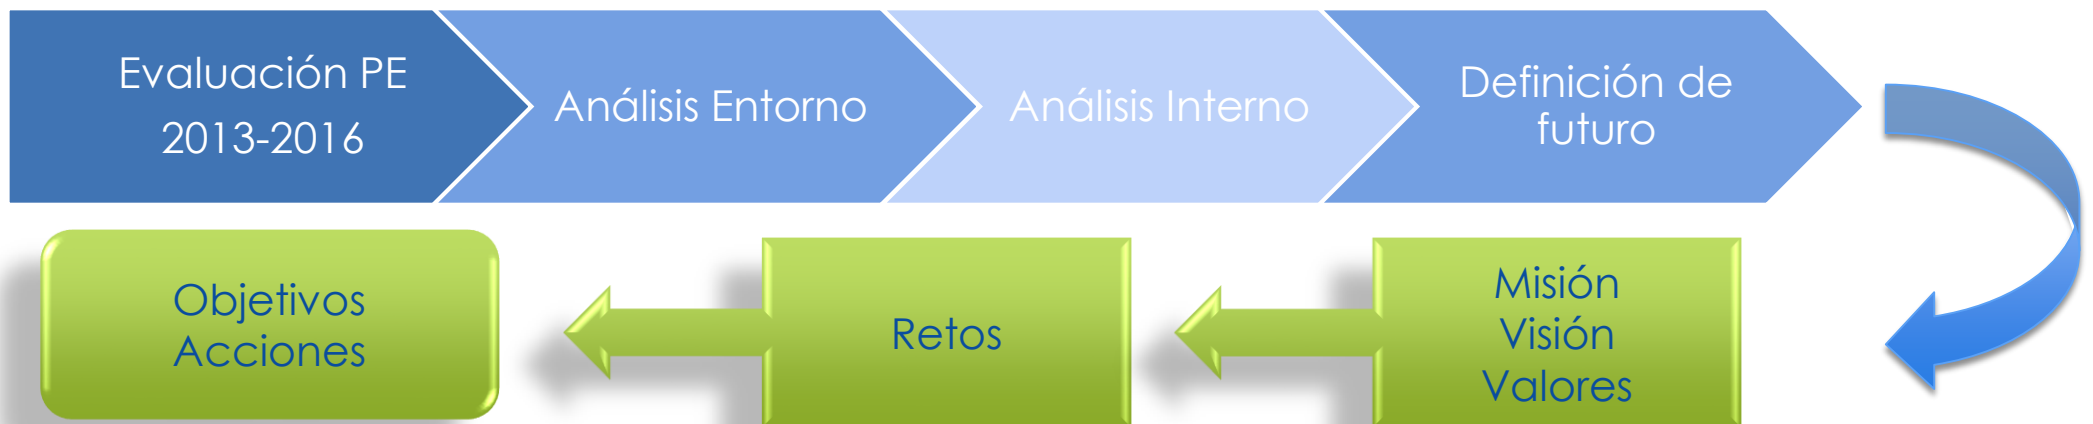 Evaluación PE
2013-2016
Análisis Entorno
Análisis Interno
Definición de
futuro
Misión
Visión
Valores
Retos
Objetivos
Acciones